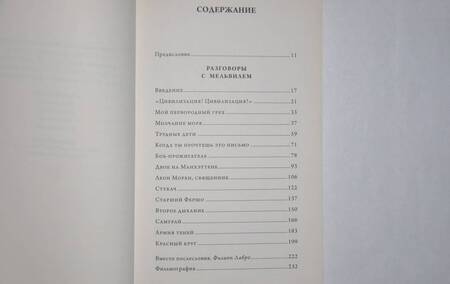 СОДЕРЖАНИЕ
Предисловие 11
РАЗГОВОРЫ
С МЕЛЬВИЛЕМ
Введение 17
«Цивилизация! Цивилизация!» 21
Мой первородный грех 33
Молчание моря 37
Трудные дети 59
Когда ты прочтешь это письмо 71
Боб-прожигатель 78
Двое на Манхэттене 93
Леон Морен, священник 106
Стукач 122
Старший Фершо 137
Второе дыхание 150
Самурай 166
Армия теней 183
Красный круг 199
Вместо послесловия. Филипп Лабро 222
Фильмография 232